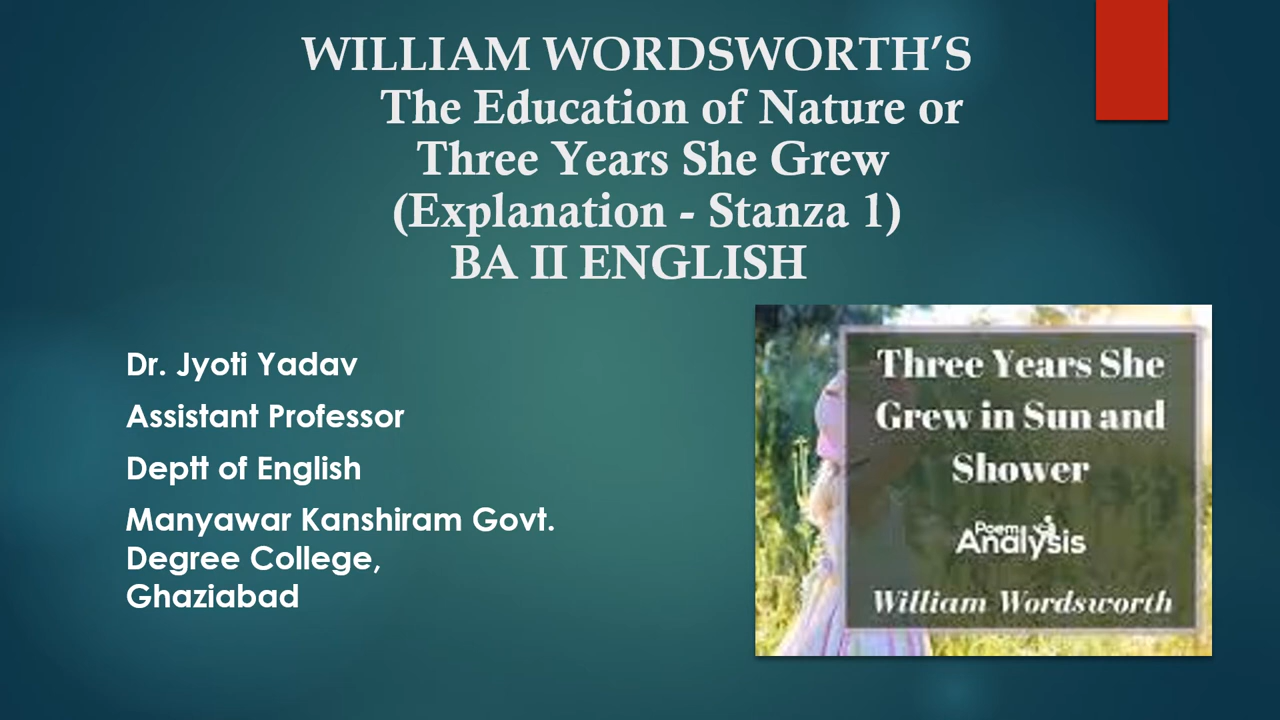 WILLIAM WORDSWORTH’S
The Education of Nature or
Three Years She Grew
(Explanation - Stanza 1)
BA II ENGLISH
Dr. Jyoti Yadav
Assistant Professor
Deptt of English
Manyawar Kanshiram Govt.
Degree College,
Ghaziabad
Three Years She
Grew in Sun and
Shower
Poem
Analysis
William Wordsworth